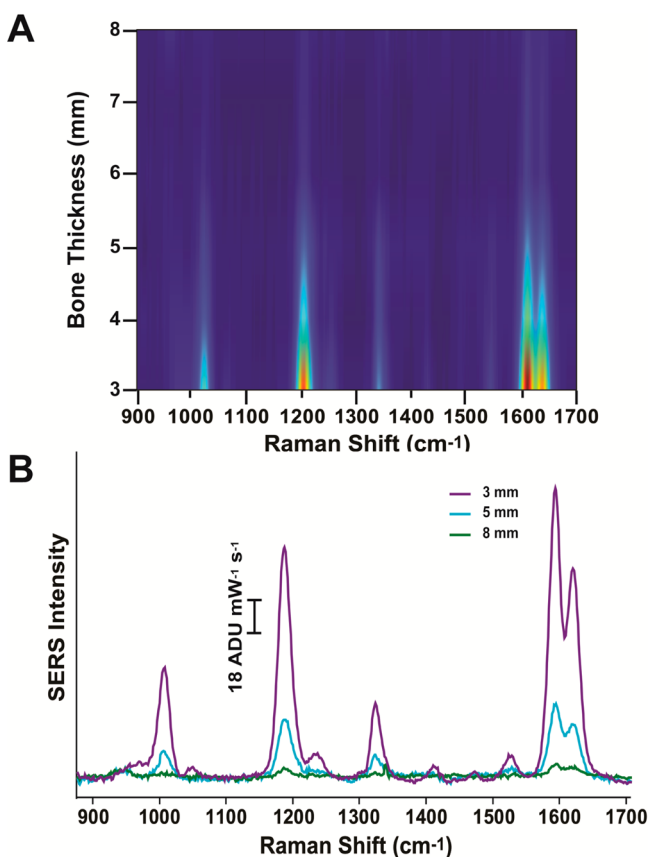 A
Bone Thickness (mm)
8
7
6
5
4
3
900 1000 1100 1200 1300 1400 1500 1600 1700
Raman Shift (cm-1)
B
SERS Intensity
18 ADU mW-1 s-1
3 mm
5 mm
8 mm
900 1000 1100 1200 1300 1400 1500 1600 1700
Raman Shift (cm-1)